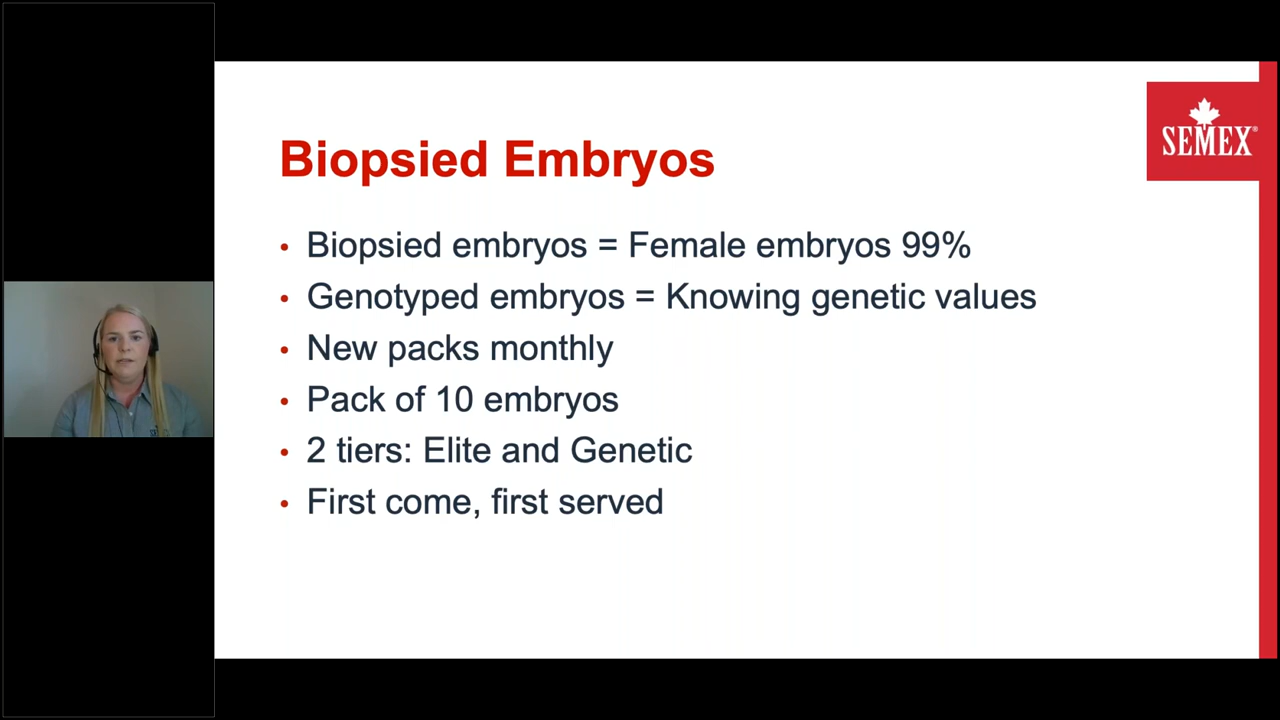 SEMEX®
Biopsied Embryos
• Biopsied embryos = Female embryos 99%
• Genotyped embryos = Knowing genetic values
• New packs monthly
• Pack of 10 embryos
• 2 tiers: Elite and Genetic
• First come, first served